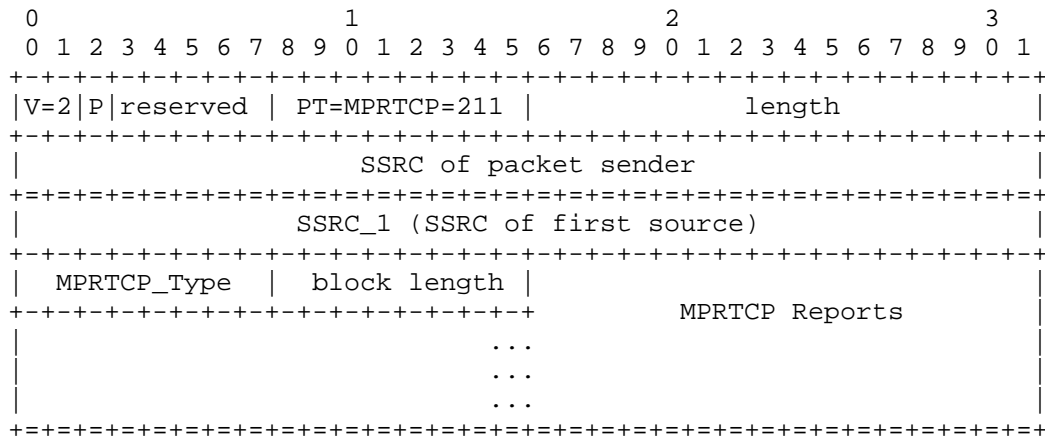 0                   1                   2                   3
 0 1 2 3 4 5 6 7 8 9 0 1 2 3 4 5 6 7 8 9 0 1 2 3 4 5 6 7 8 9 0 1
+-+-+-+-+-+-+-+-+-+-+-+-+-+-+-+-+-+-+-+-+-+-+-+-+-+-+-+-+-+-+-+-+
|V=2|P|reserved | PT=MPRTCP=211 |             length            |
+-+-+-+-+-+-+-+-+-+-+-+-+-+-+-+-+-+-+-+-+-+-+-+-+-+-+-+-+-+-+-+-+
|                     SSRC of packet sender                     |
+=+=+=+=+=+=+=+=+=+=+=+=+=+=+=+=+=+=+=+=+=+=+=+=+=+=+=+=+=+=+=+=+
|                 SSRC_1 (SSRC of first source)                 |
+-+-+-+-+-+-+-+-+-+-+-+-+-+-+-+-+-+-+-+-+-+-+-+-+-+-+-+-+-+-+-+-+
|  MPRTCP_Type  |  block length |                               |
+-+-+-+-+-+-+-+-+-+-+-+-+-+-+-+-+         MPRTCP Reports        |
|                             ...                               |
|                             ...                               |
|                             ...                               |
+=+=+=+=+=+=+=+=+=+=+=+=+=+=+=+=+=+=+=+=+=+=+=+=+=+=+=+=+=+=+=+=+